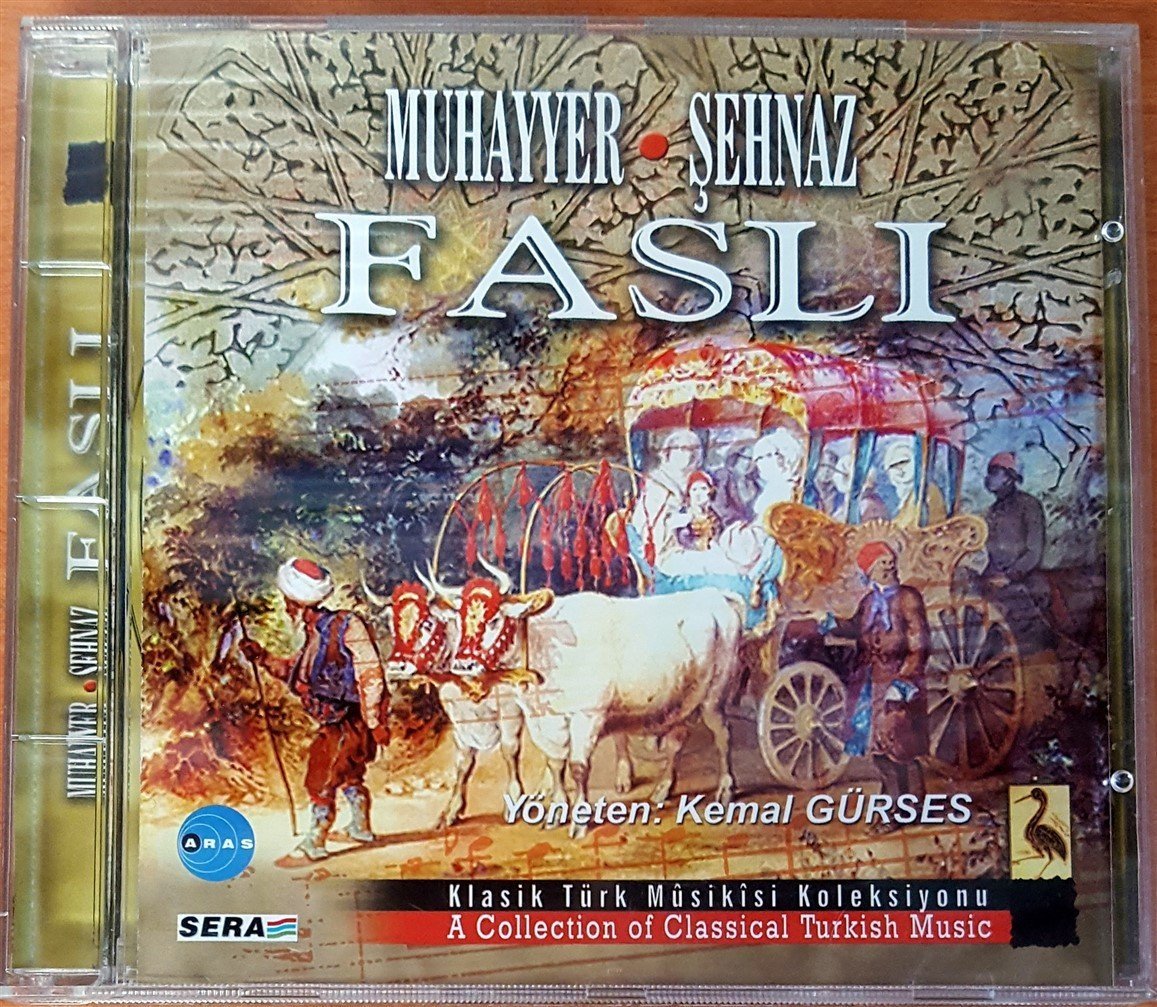 MUHAYYER • ŞEHNAZ
FASLI
MUHAYYER • ŞEHNAZ FASLI
Yöneten: Kemal GÜRSES
ARAS
Klasik Türk Mûsikîsi Koleksiyonu
SERA
A Collection of Classical Turkish Music